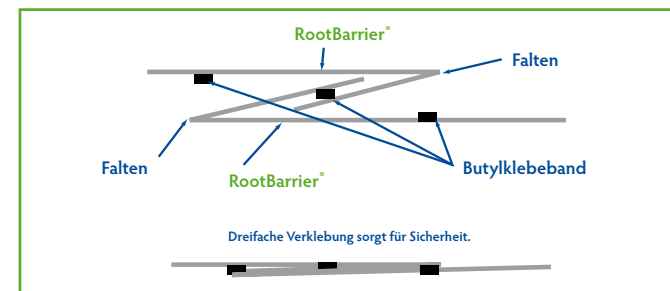 RootBarrier®
Falten
Falten
RootBarrier®
Butylklebeband
Dreifache Verklebung sorgt für Sicherheit.